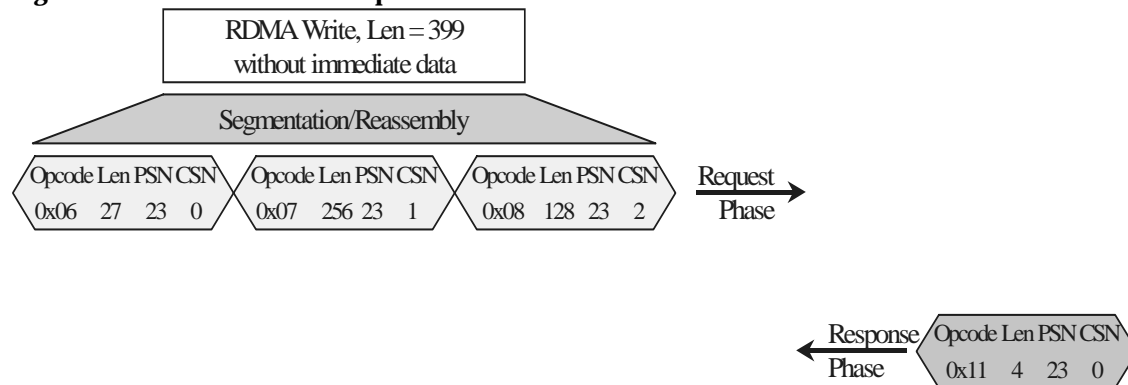 RDMA Write, Len = 399
without immediate data
Segmentation/Reassembly
Opcode Len PSN CSN
0x06 27 23 0
Opcode Len PSN CSN
0x07 256 23 1
Opcode Len PSN CSN
0x08 128 23 2
Request
Phase
Response
Phase
Opcode Len PSN CSN
0x11 4 23 0